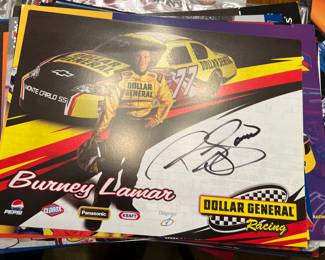 DOLLAR GENERAL
77
MONTE CARLO SS
DOLLAR
GENERAL
Burney Lamar
PEPSI
CLOROX
Panasonic
KRAFT
DOLLAR GENERAL
Racing